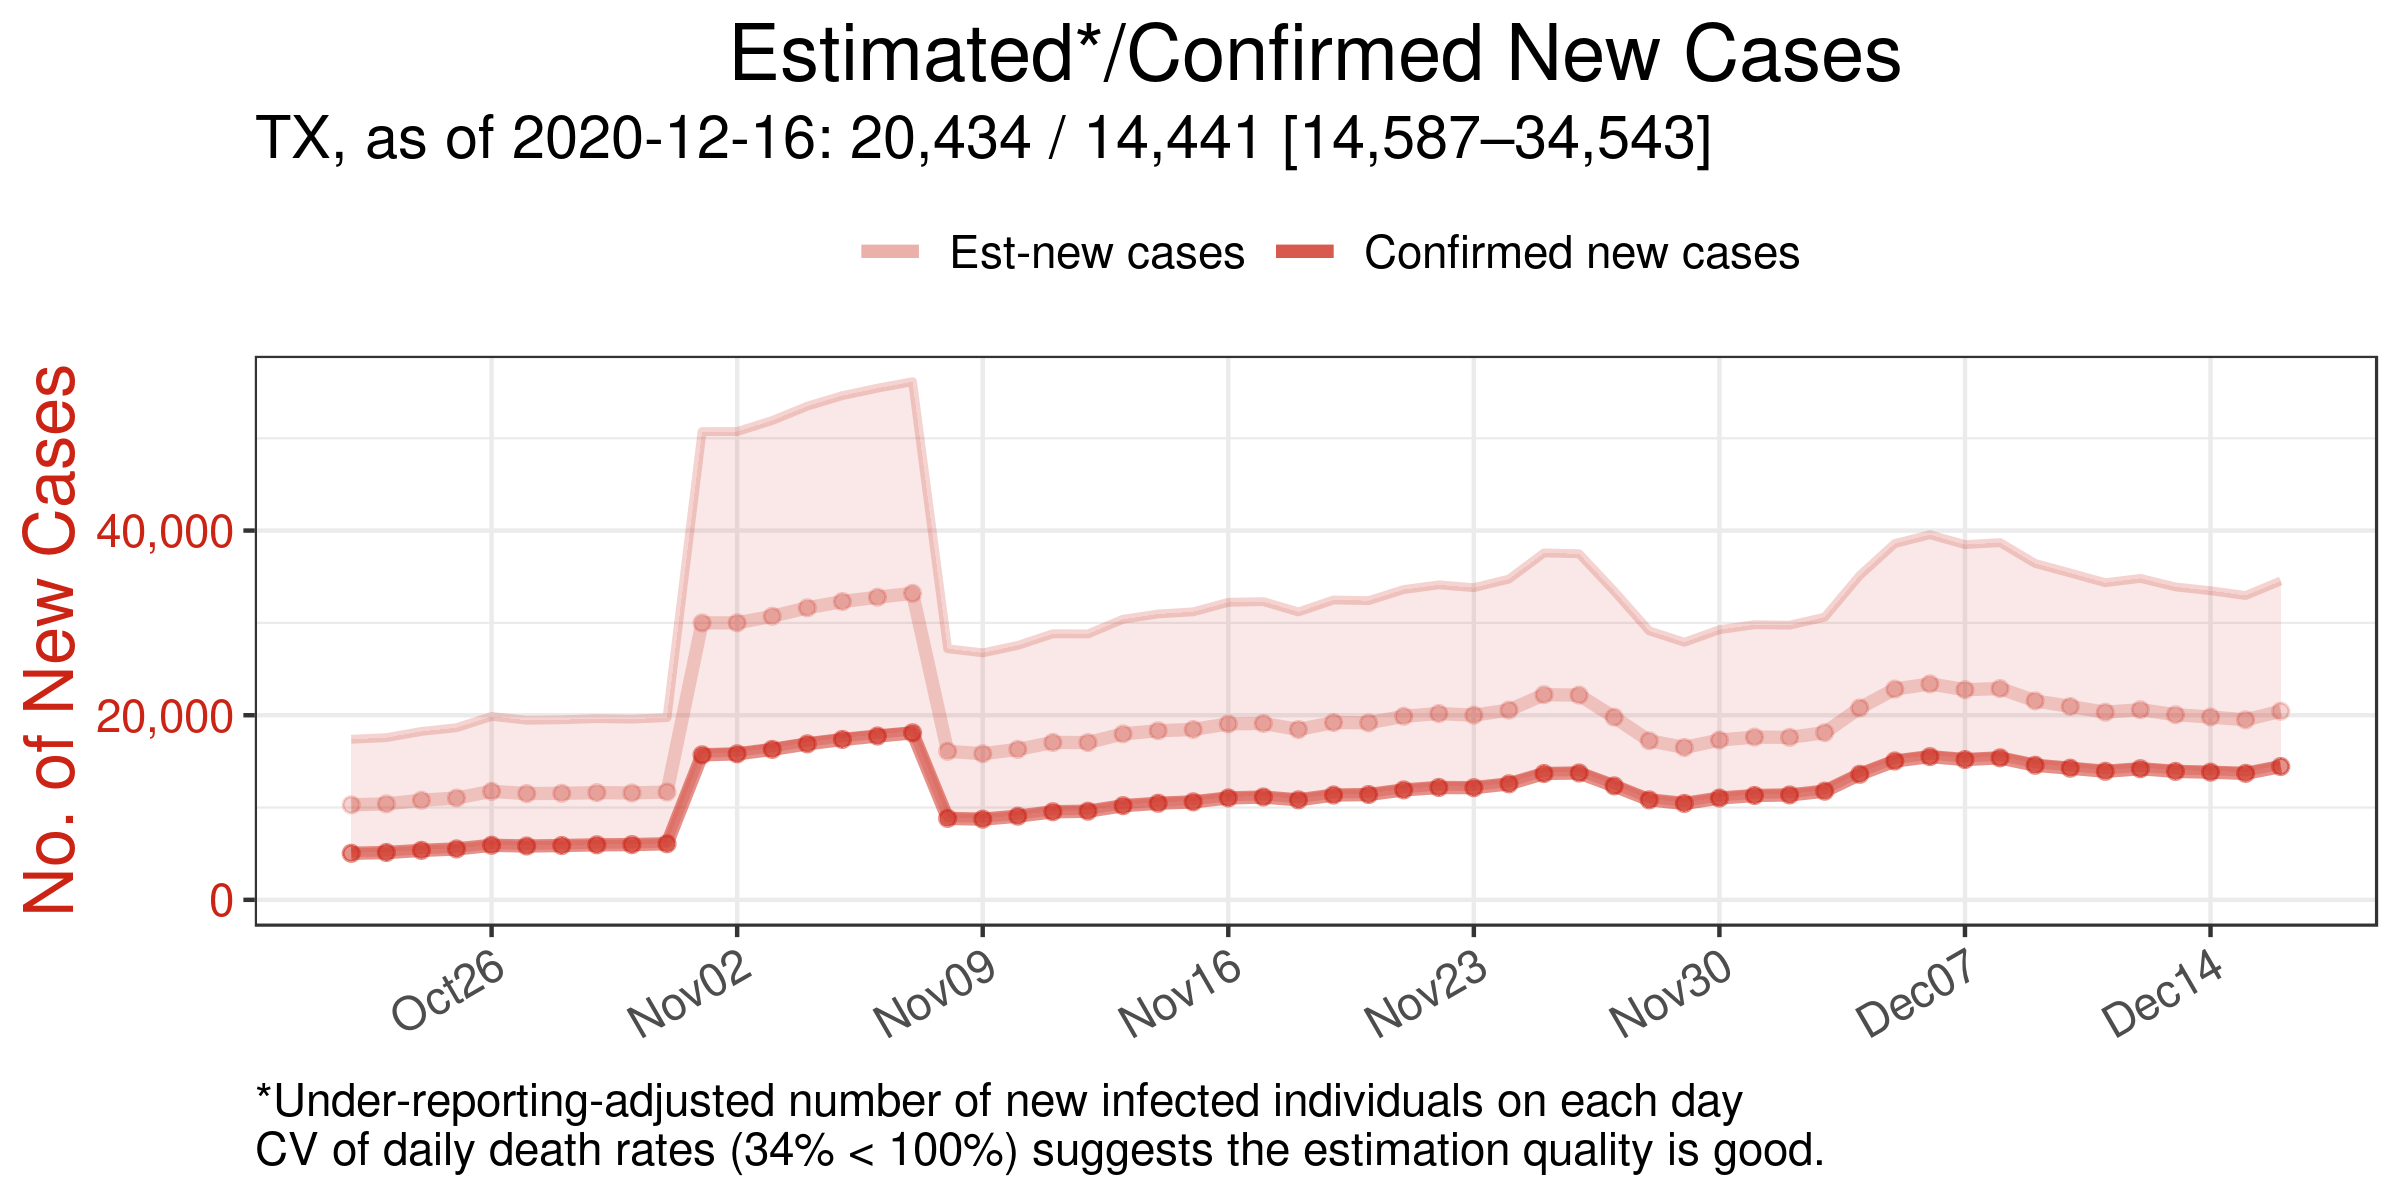 Estimated*/Confirmed New Cases
TX, as of 2020-12-16: 20,434 / 14,441 [14,587–34,543]
Est-new cases Confirmed new cases
No. of New Cases
40,000
20,000
0
Oct26 Nov02 Nov09 Nov16 Nov23 Nov30 Dec07 Dec14
*Under-reporting-adjusted number of new infected individuals on each day
CV of daily death rates (34% < 100%) suggests the estimation quality is good.